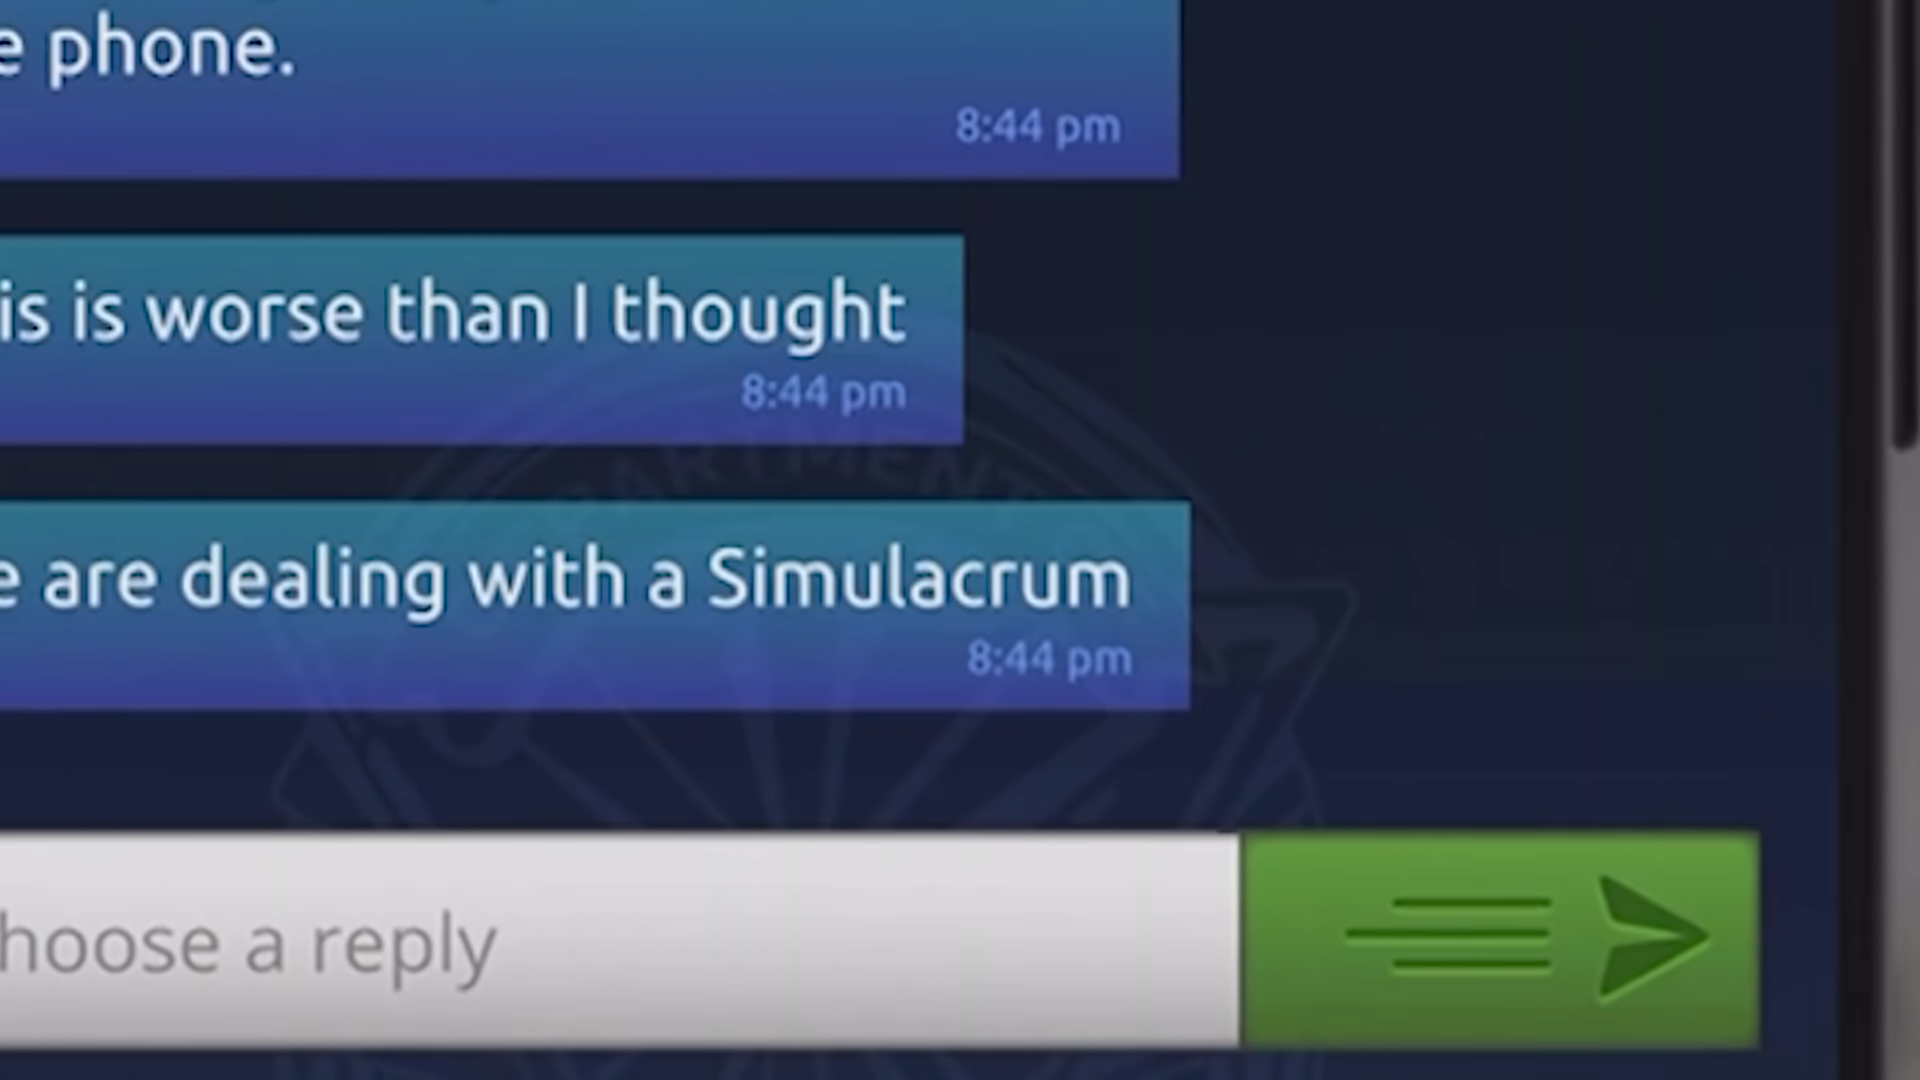 e phone.
8:44 pm
is is worse than I thought
8:44 pm
ARTMENT
e are dealing with a Simulacrum
8:44 pm
hoose a reply